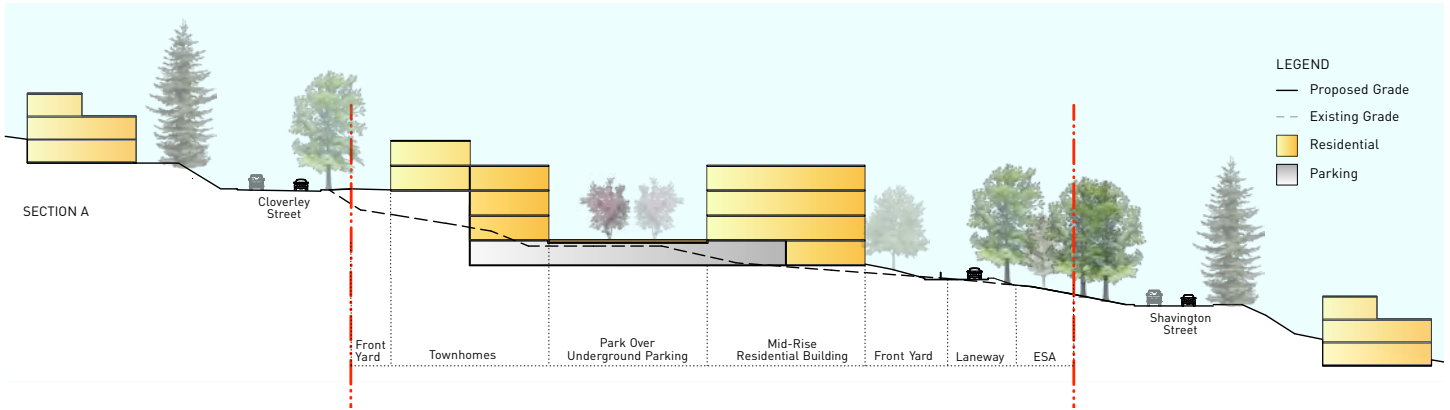 LEGEND
Proposed Grade
Existing Grade
Residential
Parking
SECTION A
Cloverley
Street
Shavington
Street
Front
Yard
Townhomes
Park Over
Underground Parking
Mid-Rise
Residential Building
Front Yard
Laneway
ESA